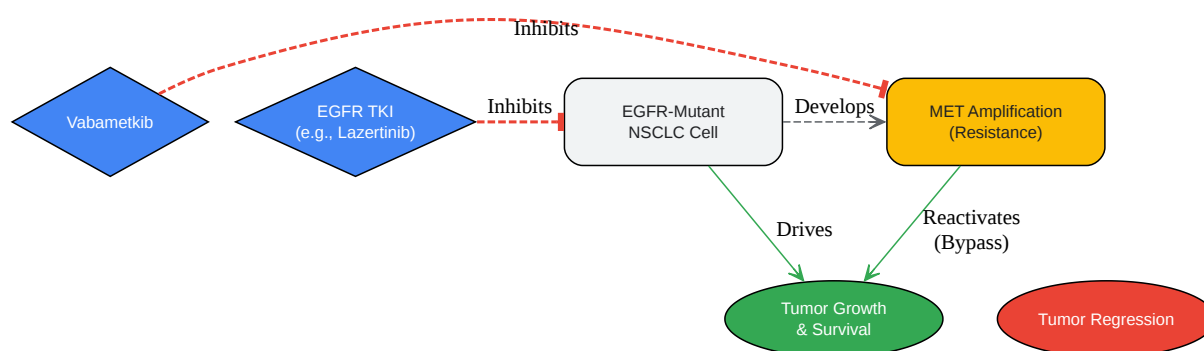 Inhibits
Vabametkib
EGFR TKI
(e.g., Lazertinib)
Inhibits
EGFR-Mutant
NSCLC Cell
Develops
MET Amplification
(Resistance)
Drives
Reactivates
(Bypass)
Tumor Growth
& Survival
Tumor Regression